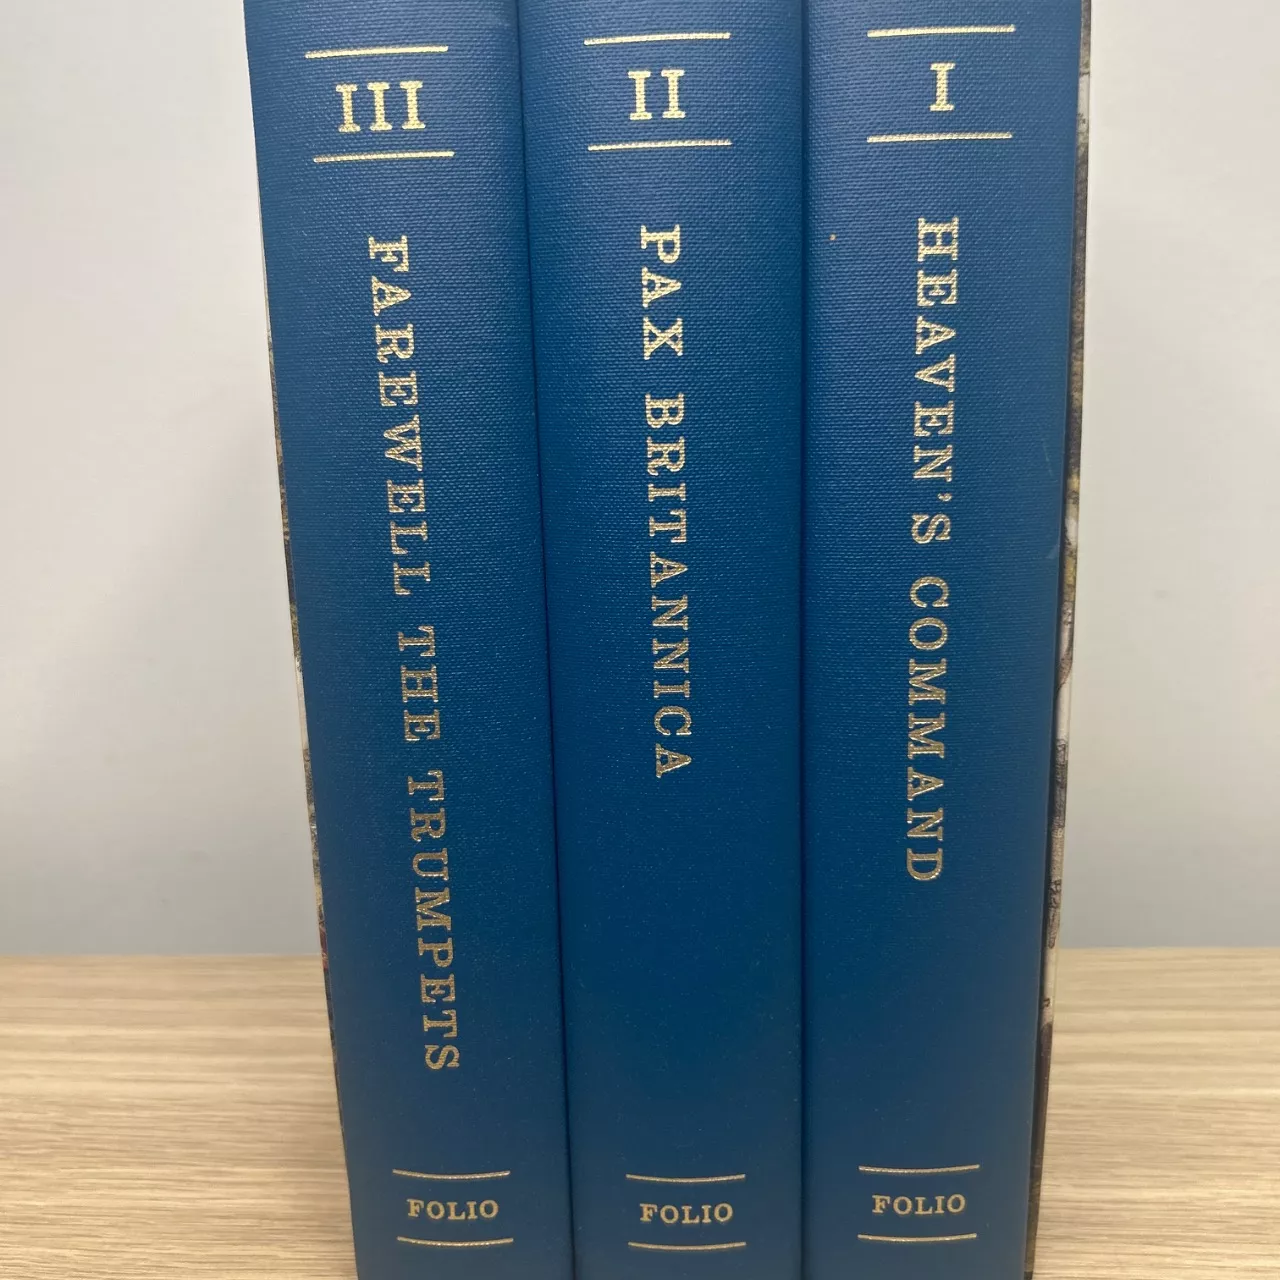 III
FAREWELL THE TRUMPETS
FOLIO
II
PAX BRITANNICA
FOLIO
I
HEAVEN'S COMMAND
FOLIO